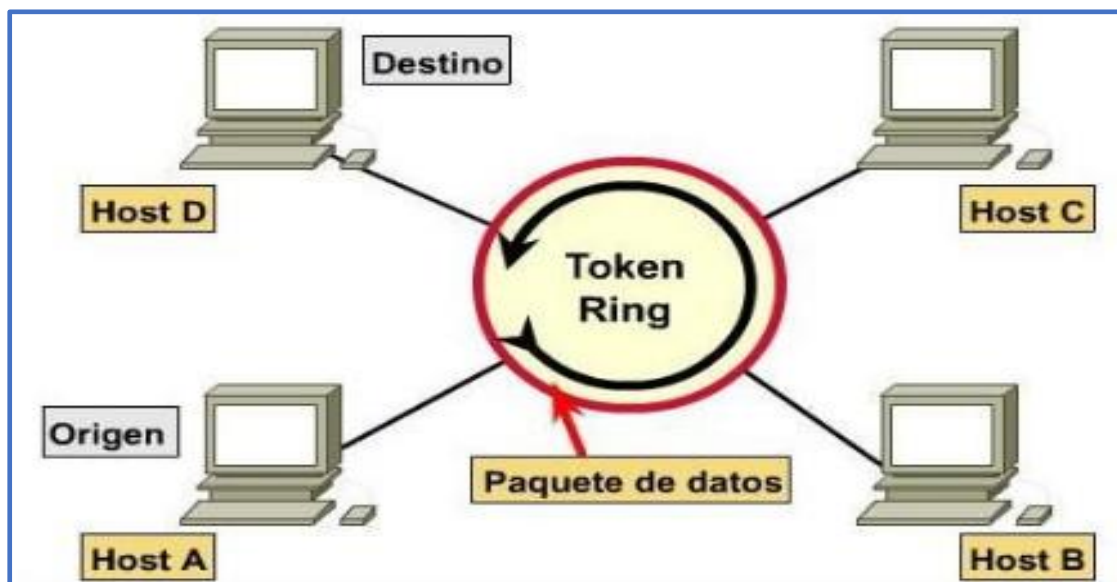 Destino
Host D
Host C
Token
Ring
Origen
Paquete de datos
Host A
Host B